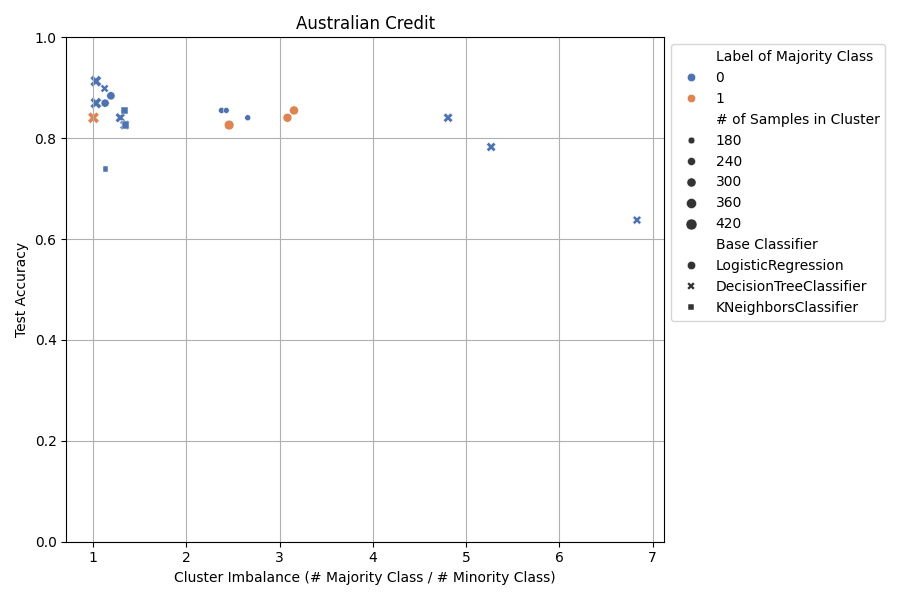 Australian Credit
Test Accuracy
1.0
0.8
0.6
0.4
0.2
0.0
1 2 3 4 5 6 7
Cluster Imbalance (# Majority Class / # Minority Class)
Label of Majority Class
0
1
# of Samples in Cluster
180
240
300
360
420
Base Classifier
LogisticRegression
DecisionTreeClassifier
KNeighborsClassifier